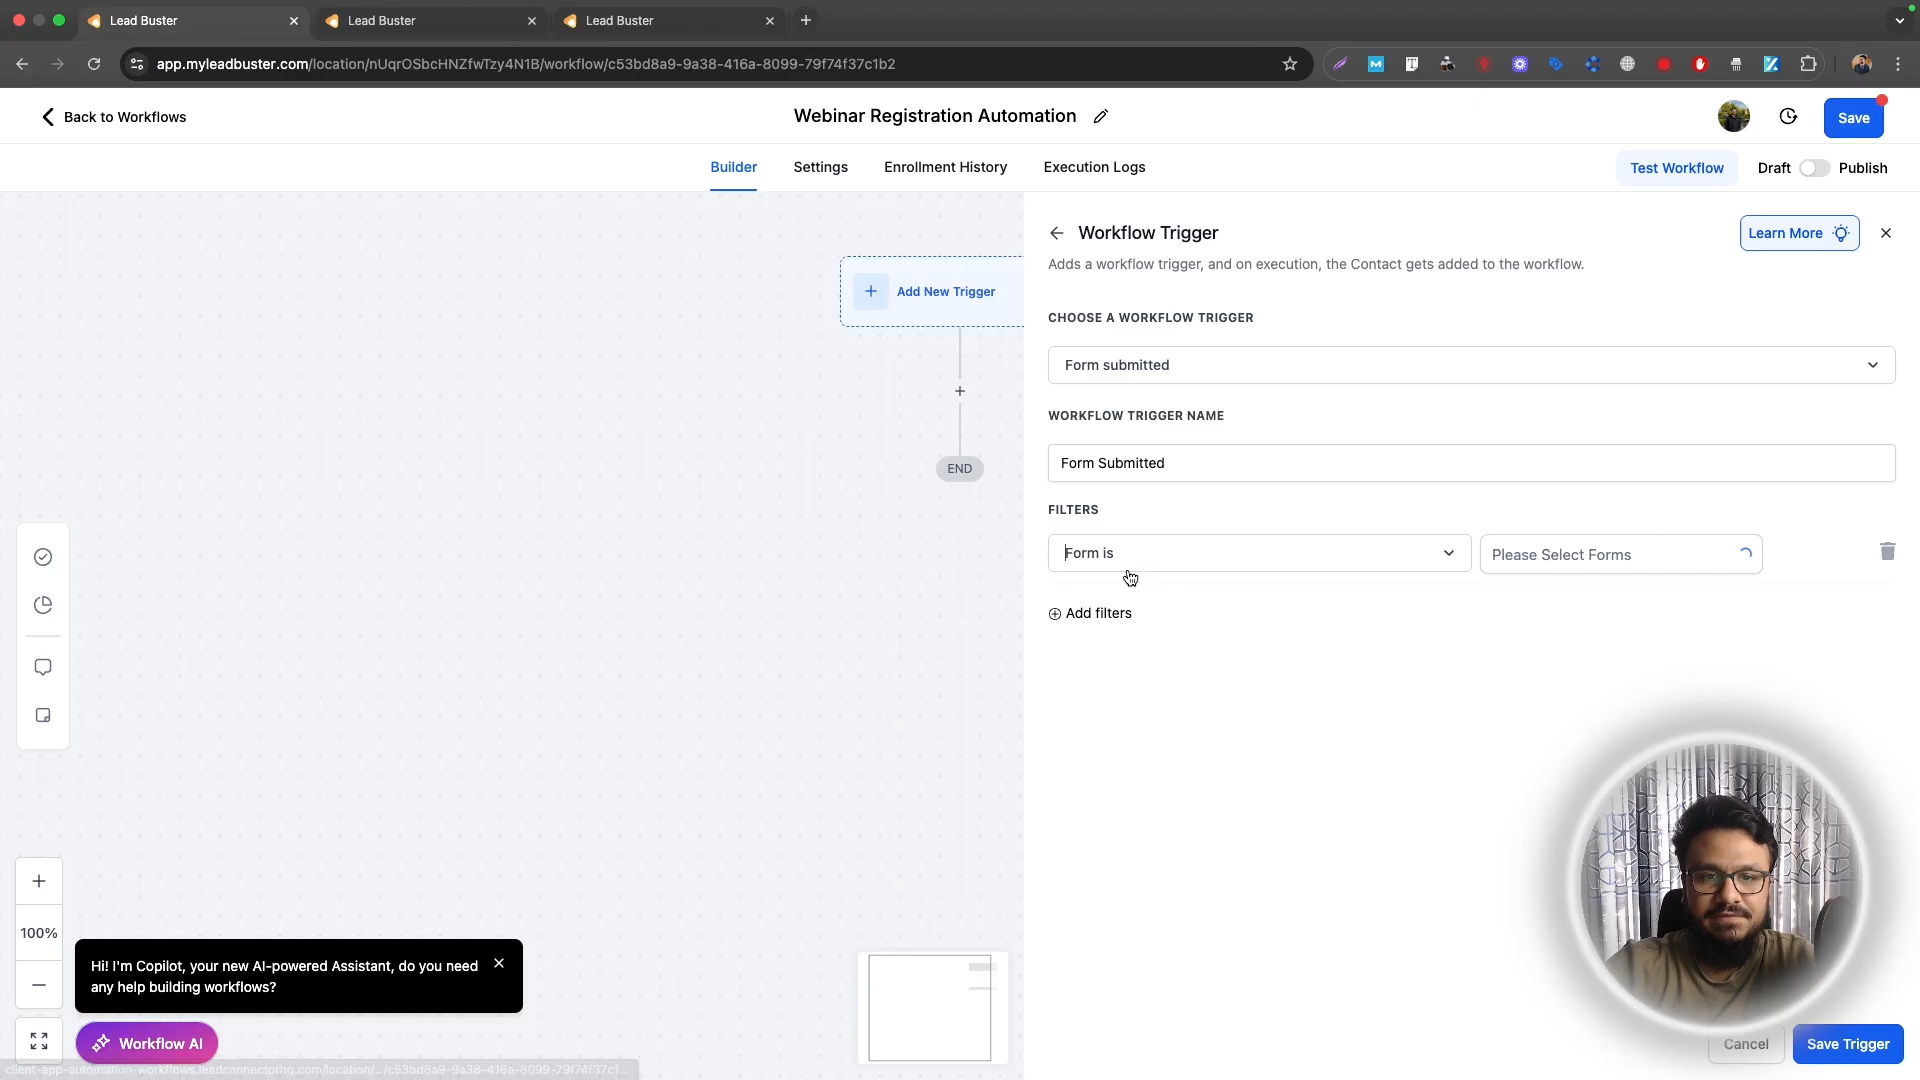 Lead Buster
Lead Buster
Lead Buster
app.myleadbuster.com/location/nUqrOSbcHNZfwTzy4N1B/workflow/c53bd8a9-9a38-416a-8099-79f74f37c1b2
Back to Workflows
Webinar Registration Automation
Save
Builder
Settings
Enrollment History
Execution Logs
Test Workflow
Draft
Publish
Add New Trigger
END
Workflow Trigger
Learn More
Adds a workflow trigger, and on execution, the Contact gets added to the workflow.
CHOOSE A WORKFLOW TRIGGER
Form submitted
WORKFLOW TRIGGER NAME
Form Submitted
FILTERS
Form is
Please Select Forms
Add filters
100%
Hi! I'm Copilot, your new AI-powered Assistant, do you need
any help building workflows?
Workflow AI
Cancel
Save Trigger
client-app-automation-workflows.leadconnectorhq.com/location/.../c53bd8a9-9a38-416a-8099-79f74f37c1...